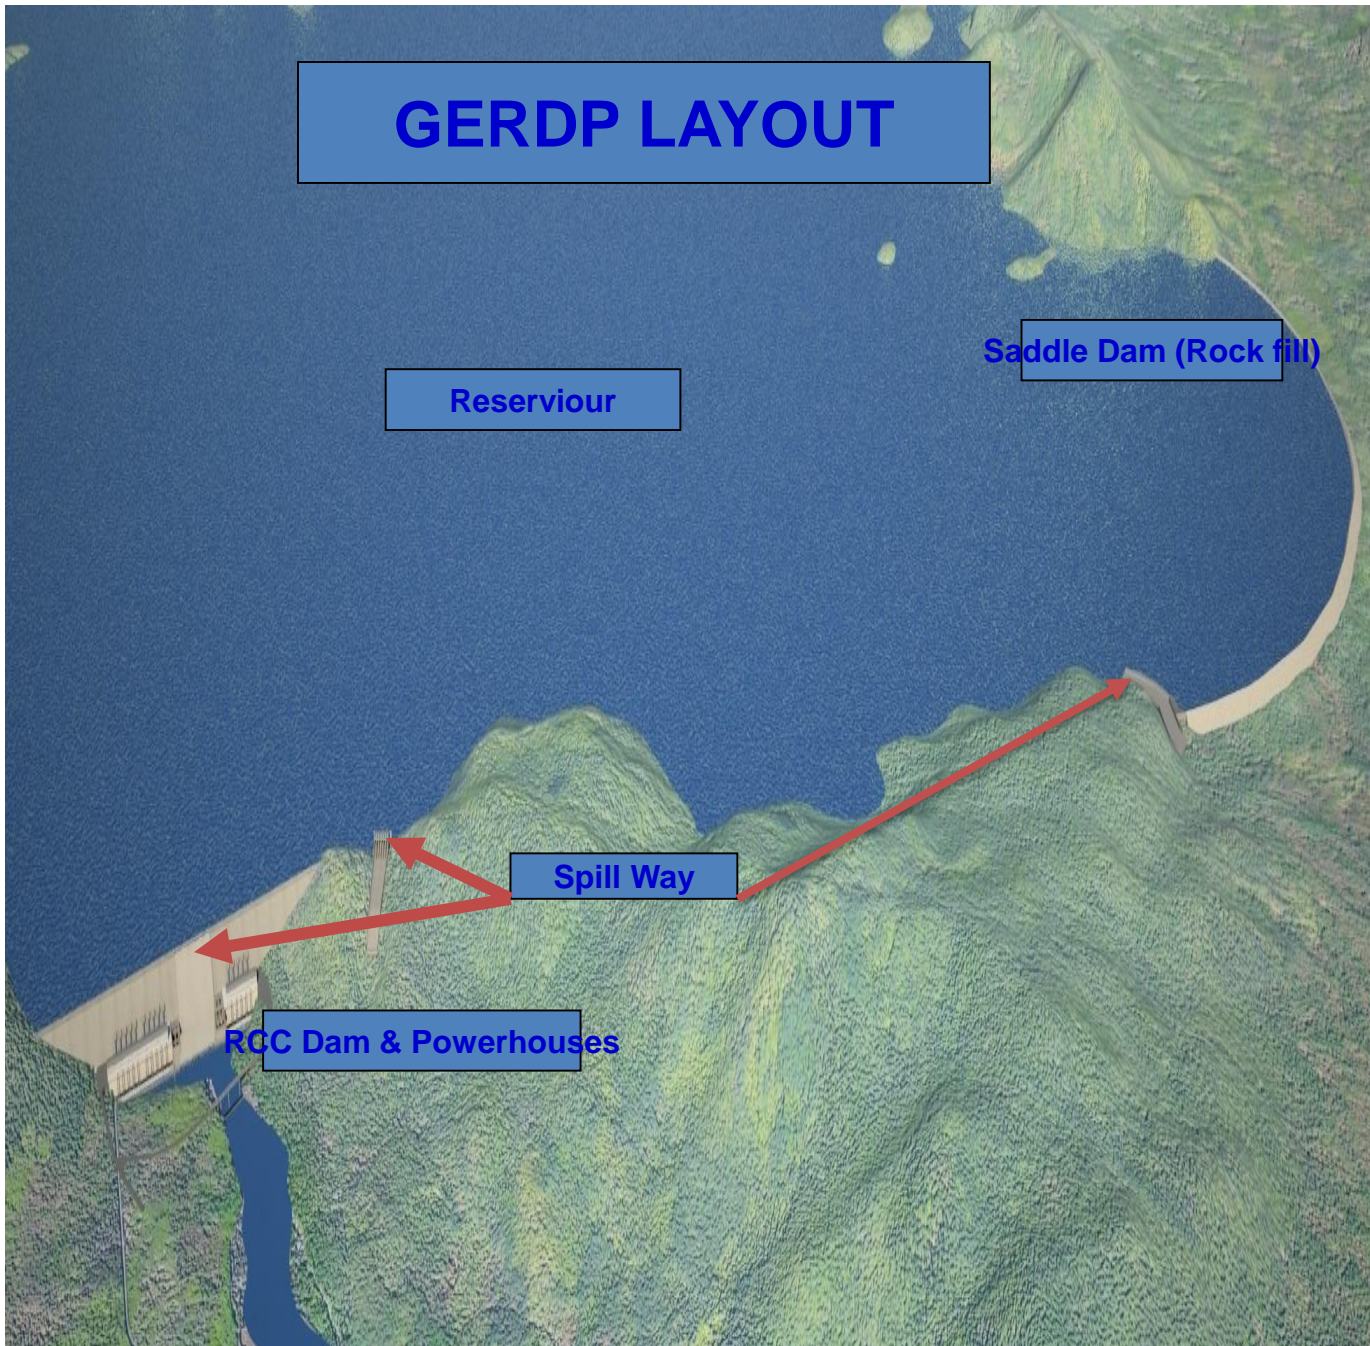 GERDP LAYOUT
Saddle Dam (Rock fill)
Reserviour
Spill Way
RCC Dam & Powerhouses